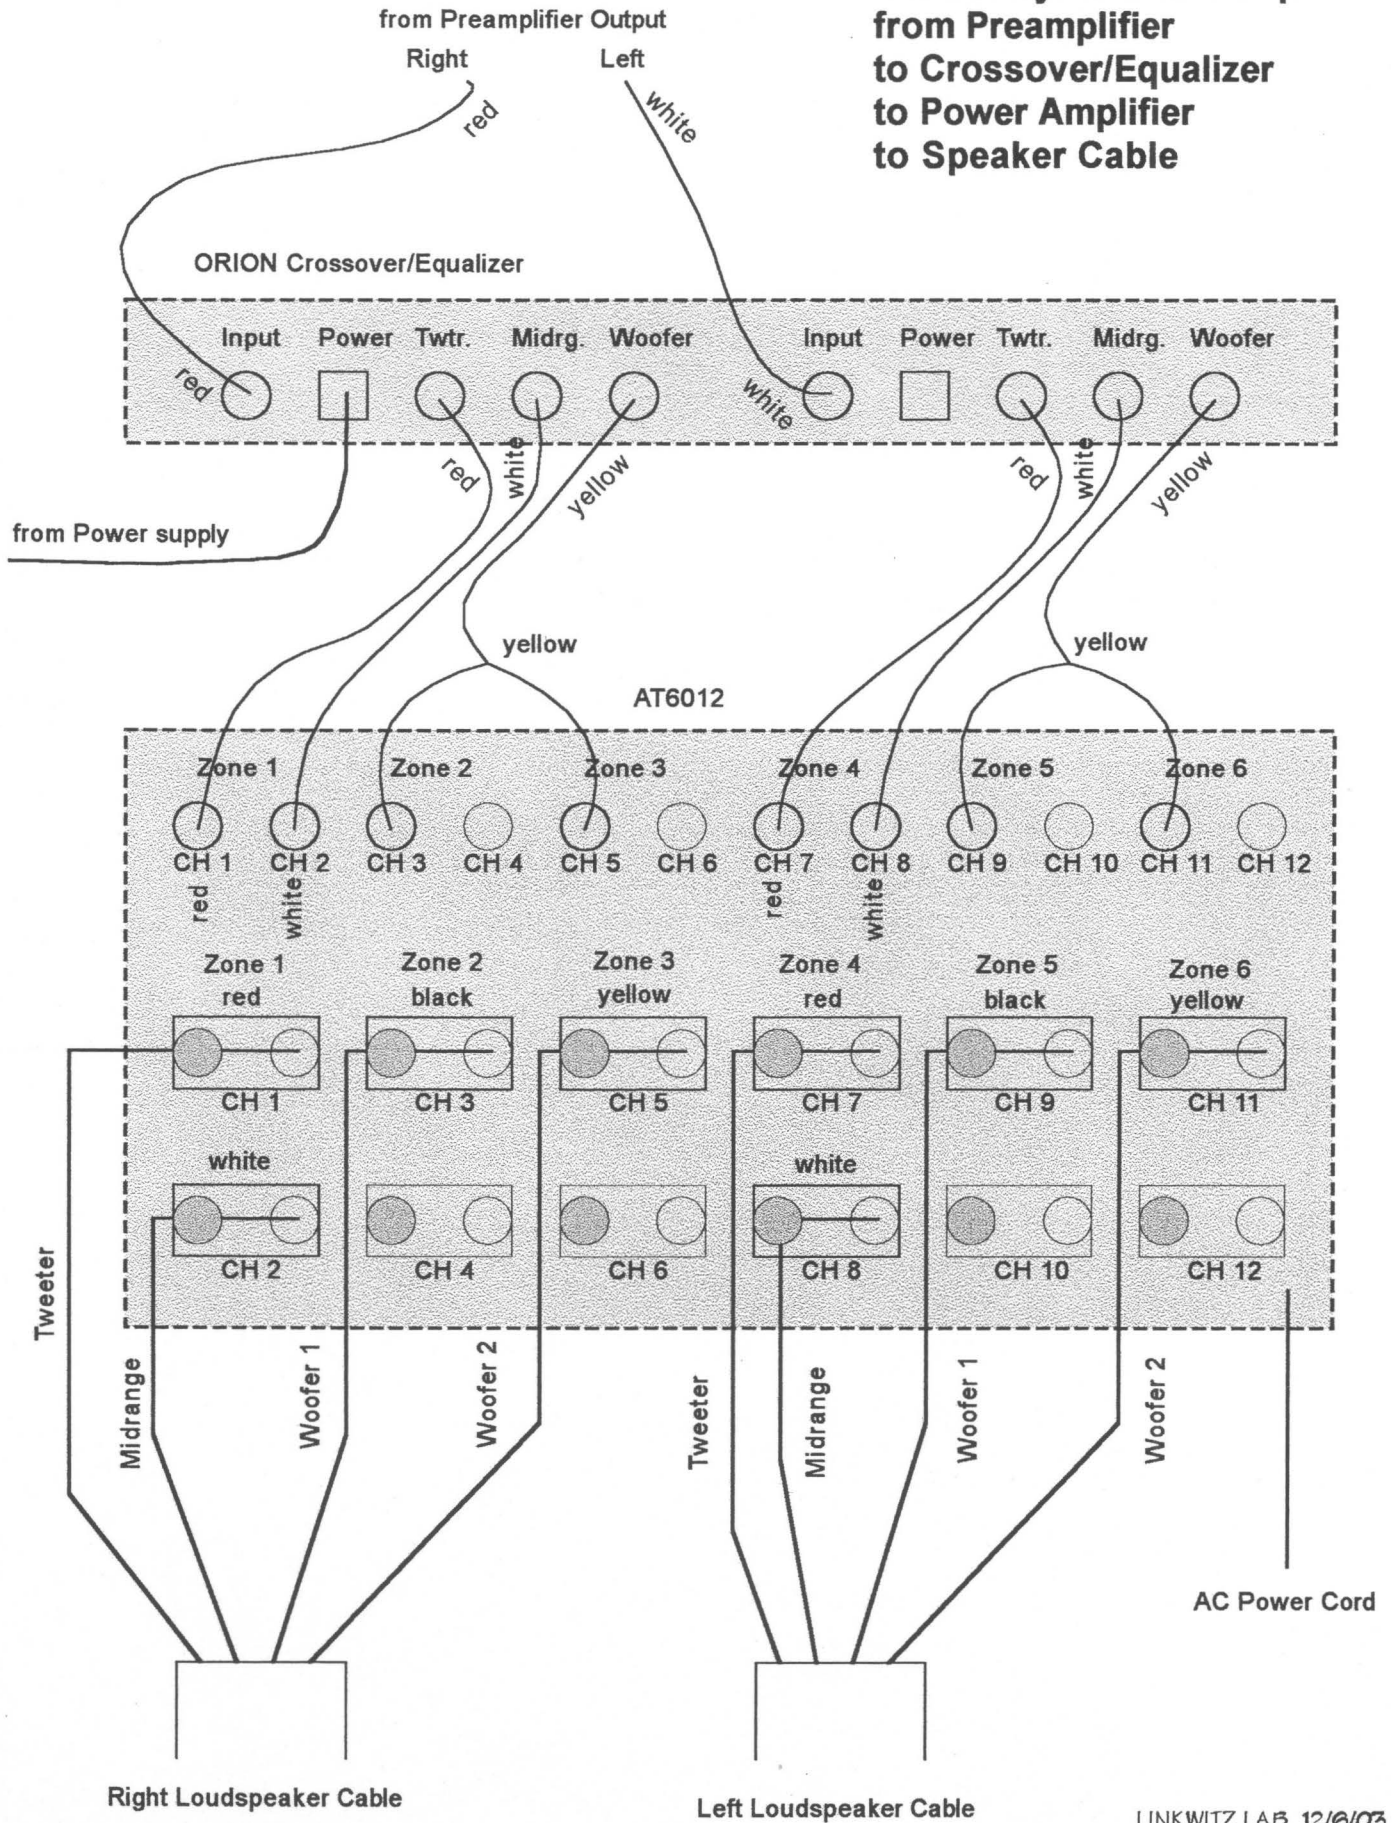 from Preamplifier Output
Right Left
from Preamplifier
to Crossover/Equalizer
to Power Amplifier
to Speaker Cable
red
white
ORION Crossover/Equalizer
Input Power Twtr. Midrg. Woofer Input Power Twtr. Midrg. Woofer
red
white
red white yellow red white yellow
from Power supply
yellow yellow
AT6012
Zone 1 Zone 2 Zone 3 Zone 4 Zone 5 Zone 6
CH 1 CH 2 CH 3 CH 4 CH 5 CH 6 CH 7 CH 8 CH 9 CH 10 CH 11 CH 12
red white red white
Zone 1 Zone 2 Zone 3 Zone 4 Zone 5 Zone 6
red black yellow red black yellow
CH 1 CH 3 CH 5 CH 7 CH 9 CH 11
white white
CH 2 CH 4 CH 6 CH 8 CH 10 CH 12
Tweeter Midrange Woofer 1 Woofer 2 Tweeter Midrange Woofer 1 Woofer 2
AC Power Cord
Right Loudspeaker Cable
Left Loudspeaker Cable
LINKWITZ LAB 12/6/03